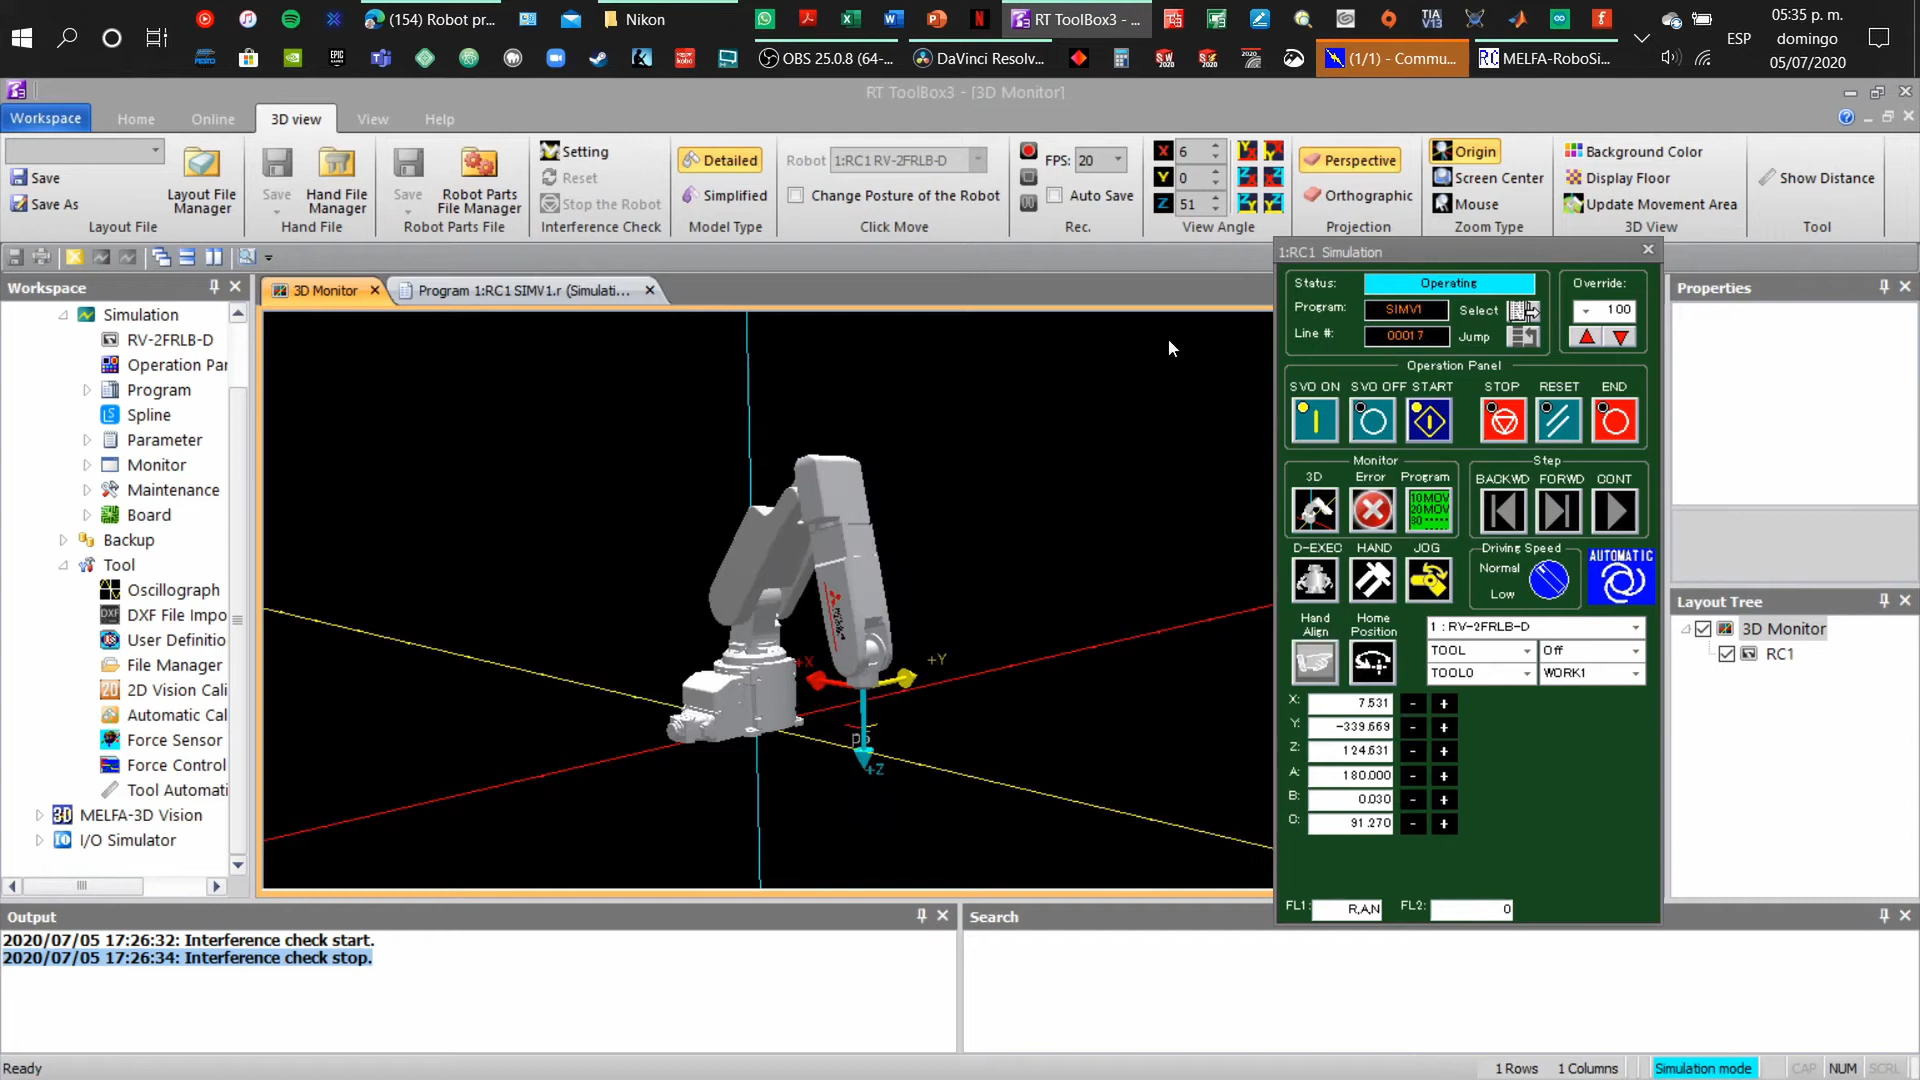 (154) Robot pr...
Nikon
RT ToolBox3 - ...
TIA
V13
05:35 p. m.
ESP
domingo
05/07/2020
FESTO
EPIC
GAMES
OBS 25.0.8 (64-...
DaVinci Resolv...
SW
2020
2020
2020
(1/1) - Commu...
RC
MELFA-RoboSi...
RT ToolBox3 - [3D Monitor]
Workspace
Home
Online
3D view
View
Help
Save
Save As
Layout File
Manager
Layout File
Save
Hand File
Manager
Hand File
Save
Robot Parts
File Manager
Robot Parts File
Setting
Reset
Stop the Robot
Interference Check
Detailed
Simplified
Model Type
Robot 1:RC1 RV-2FRLB-D
Change Posture of the Robot
Click Move
FPS: 20
Auto Save
Rec.
X 6
Y 0
Z 51
View Angle
Perspective
Orthographic
Projection
Origin
Screen Center
Mouse
Zoom Type
Background Color
Display Floor
Update Movement Area
3D View
Show Distance
Tool
Workspace
Simulation
RV-2FRLB-D
Operation Par
Program
Spline
Parameter
Monitor
Maintenance
Board
Backup
Tool
Oscillograph
DXF File Impo
User Definitio
File Manager
2D Vision Cali
Automatic Cal
Force Sensor
Force Control
Tool Automati
MELFA-3D Vision
I/O Simulator
3D Monitor
Program 1:RC1 SIMV1.r (Simulati...
+X
+Y
+Z
1:RC1 Simulation
Status: Operating
Override:
Program: SIMV1 Select
100
Line #: 00017 Jump
Operation Panel
SVO ON SVO OFF START STOP RESET END
Monitor
Step
3D Error Program
BACKWD FORWD CONT
10MOV
20MOV
D-EXEC HAND JOG
Driving Speed
Normal
Low
AUTOMATIC
Hand
Align
Home
Position
1 : RV-2FRLB-D
TOOL
Off
TOOL0
WORK1
X: 7.531 - +
Y: -339.669 - +
Z: 124.631 - +
A: 180.000 - +
B: 0.030 - +
C: 91.270 - +
FL1: R,A,N FL2: 0
Properties
Layout Tree
3D Monitor
RC1
Output
2020/07/05 17:26:32: Interference check start.
2020/07/05 17:26:34: Interference check stop.
Search
Ready
1 Rows 1 Columns Simulation mode CAP NUM SCRL